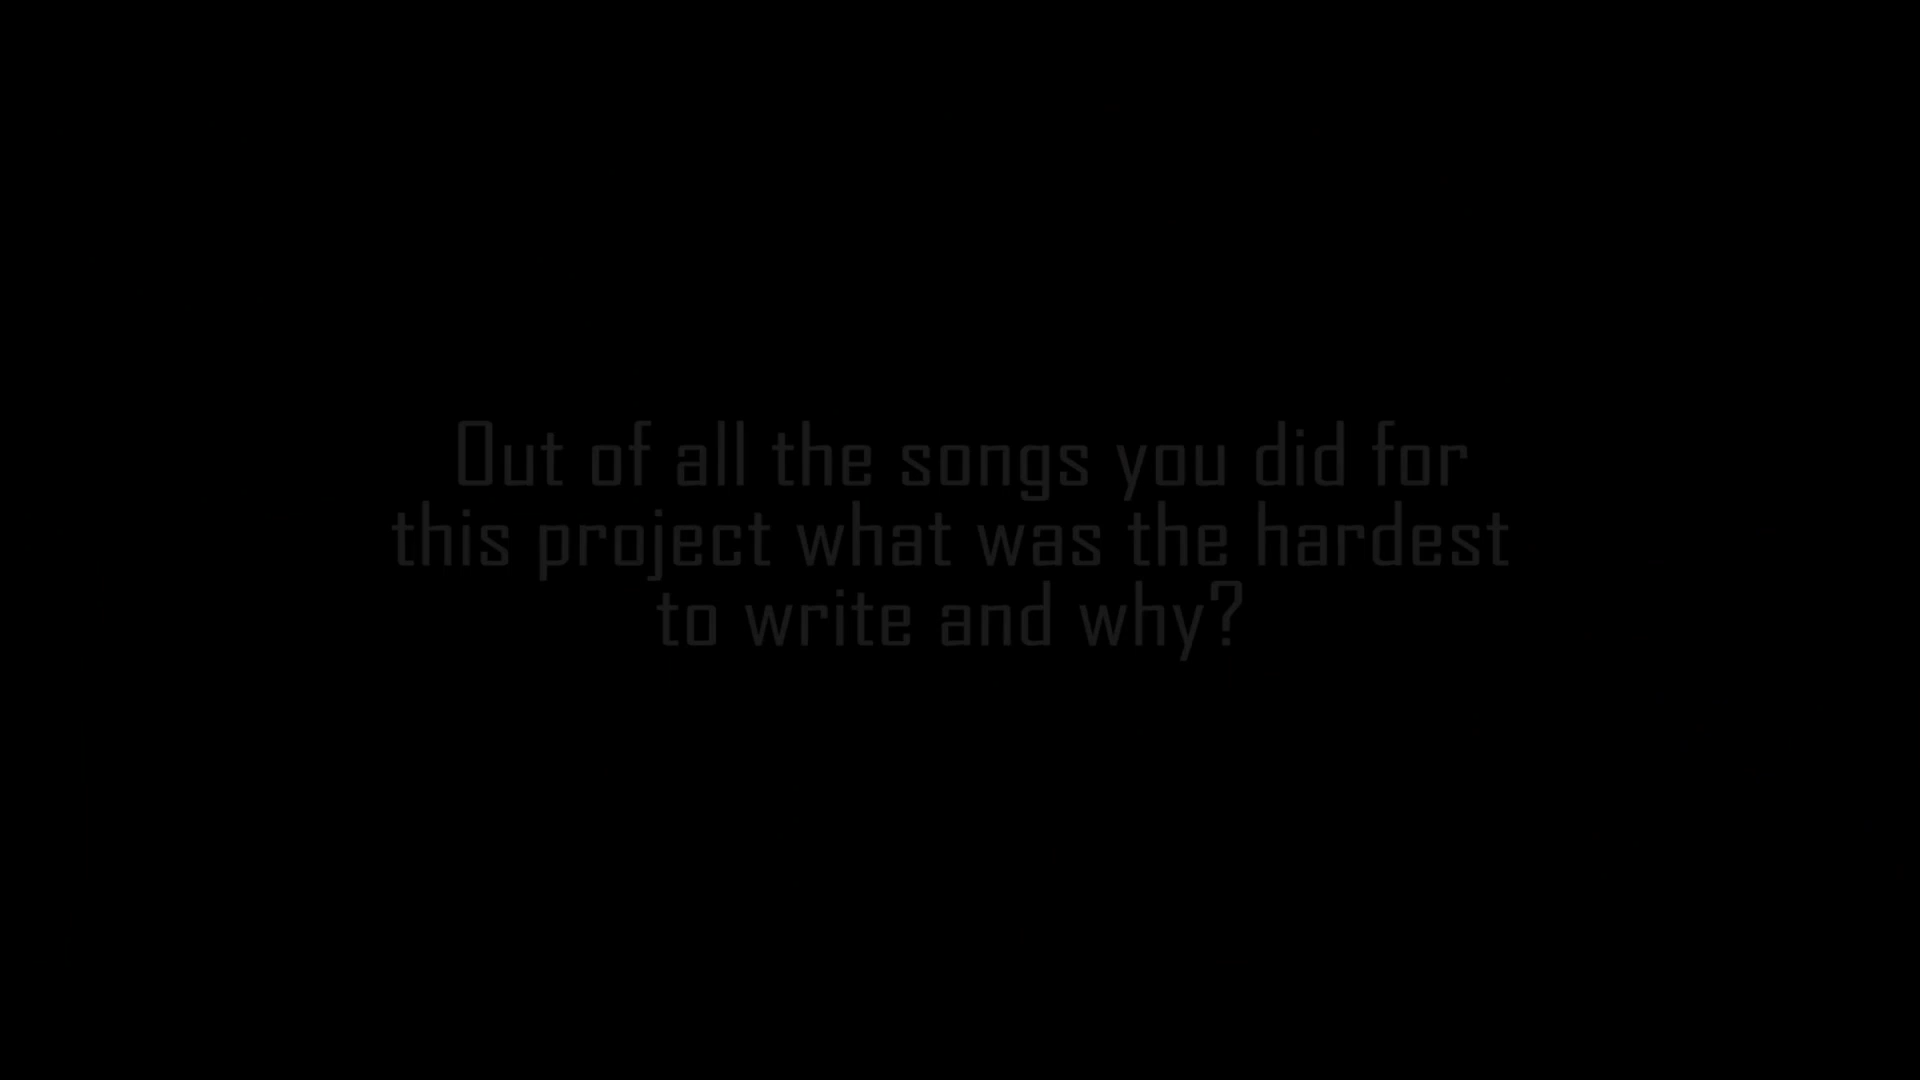 Out of all the songs you did for
this project what was the hardest
to write and why?